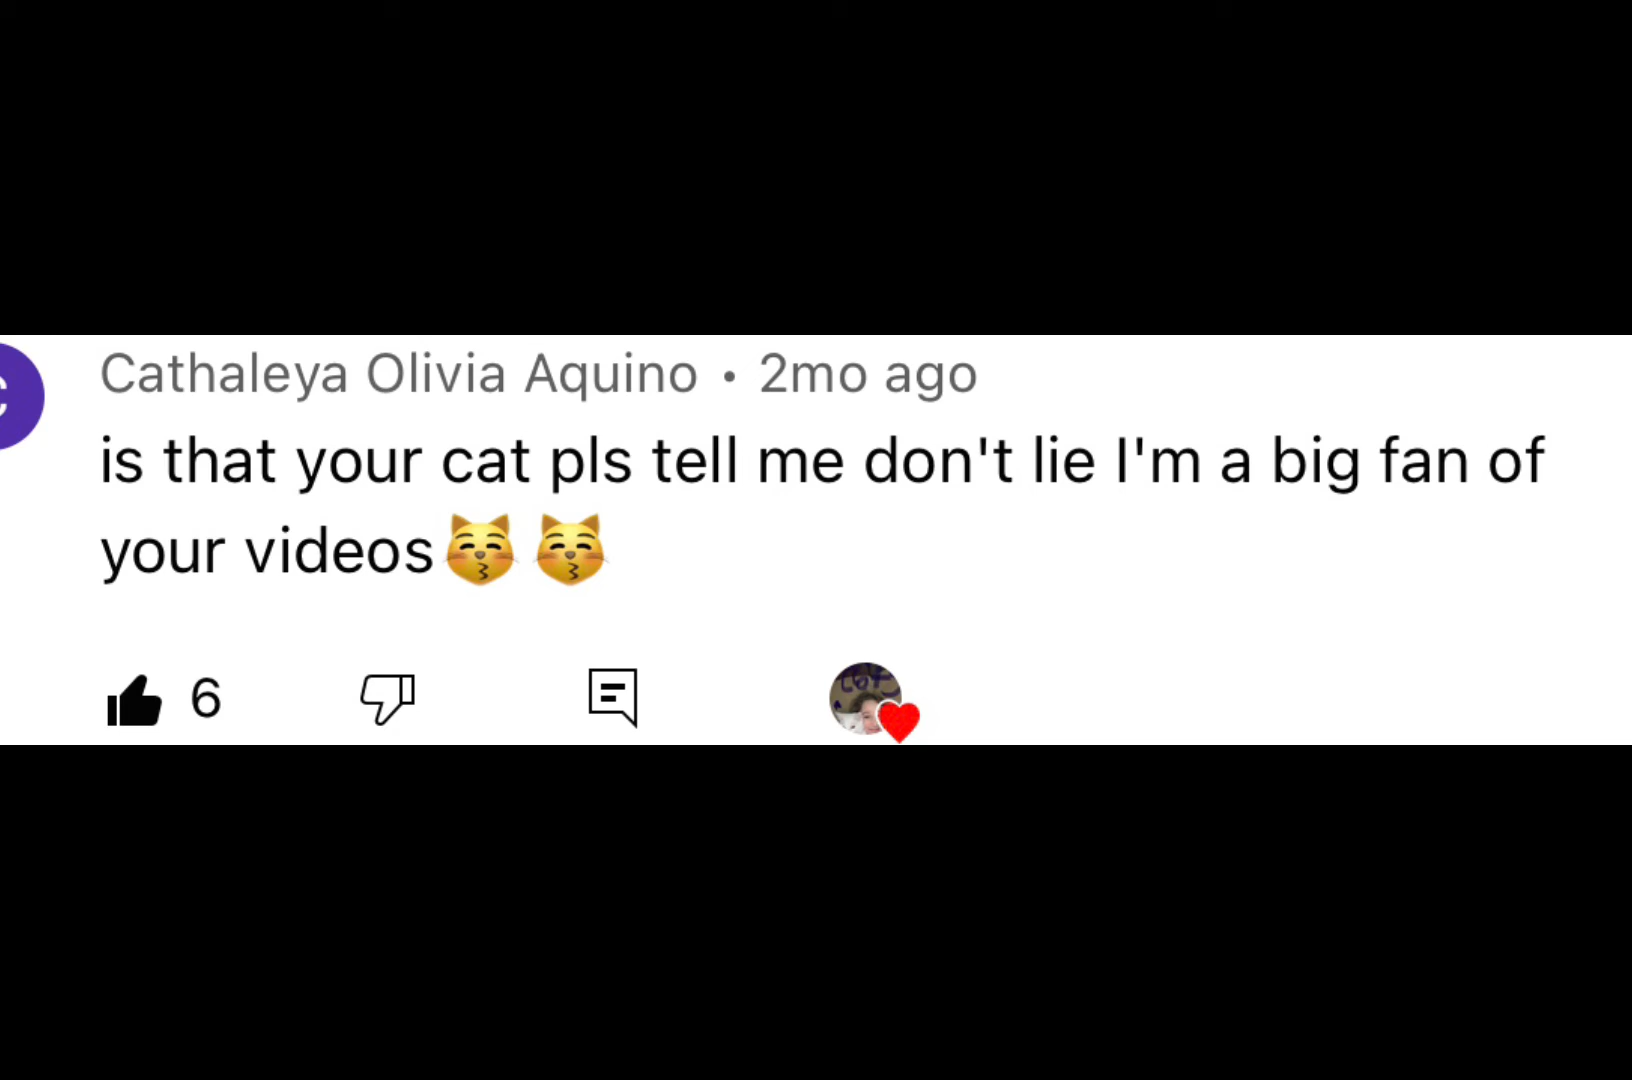 Cathaleya Olivia Aquino • 2mo ago
is that your cat pls tell me don't lie I'm a big fan of
your videos😽😽
6